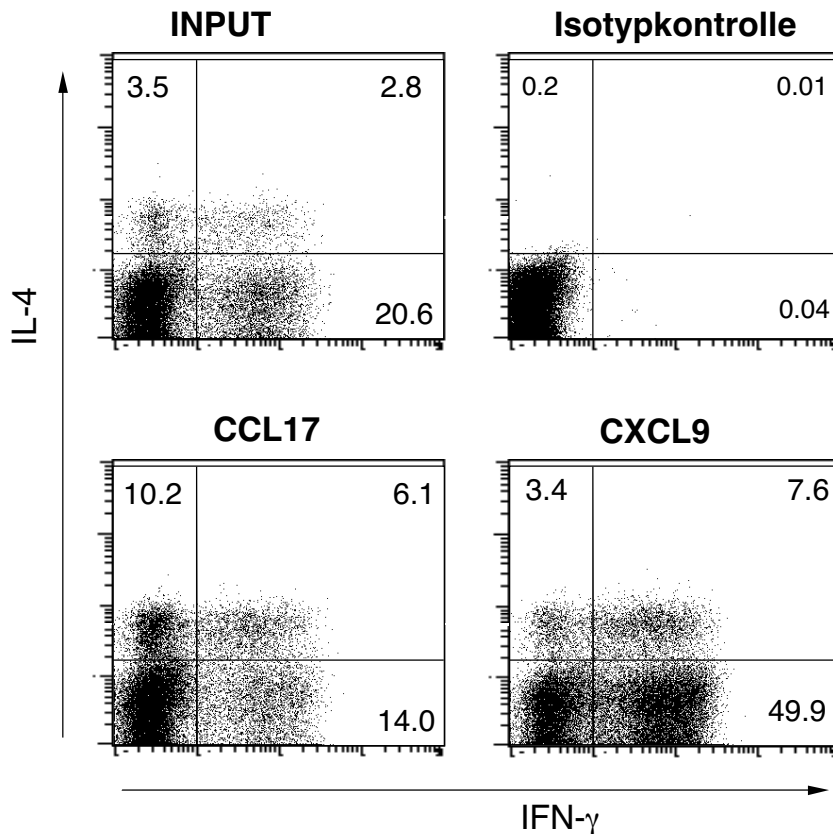 INPUT
Isotypkontrolle
3.5
2.8
0.2
0.01
20.6
0.04
IL-4
CCL17
CXCL9
10.2
6.1
3.4
7.6
14.0
49.9
IFN-γ